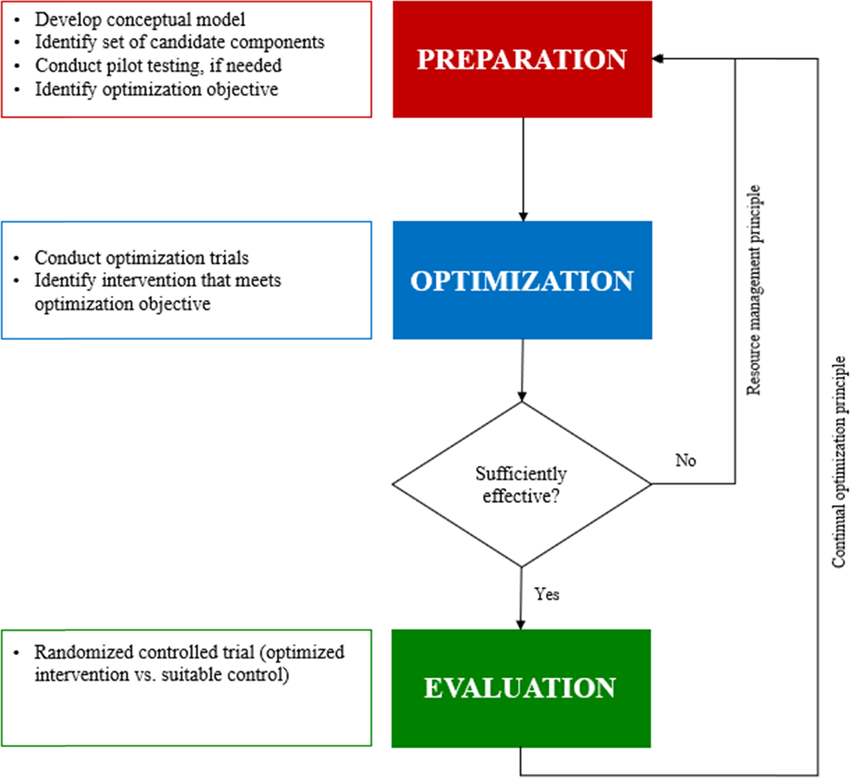 • Develop conceptual model
• Identify set of candidate components
• Conduct pilot testing, if needed
• Identify optimization objective
PREPARATION
• Conduct optimization trials
• Identify intervention that meets
optimization objective
OPTIMIZATION
Resource management principle
Continual optimization principle
Sufficiently
effective?
No
Yes
• Randomized controlled trial (optimized
intervention vs. suitable control)
EVALUATION